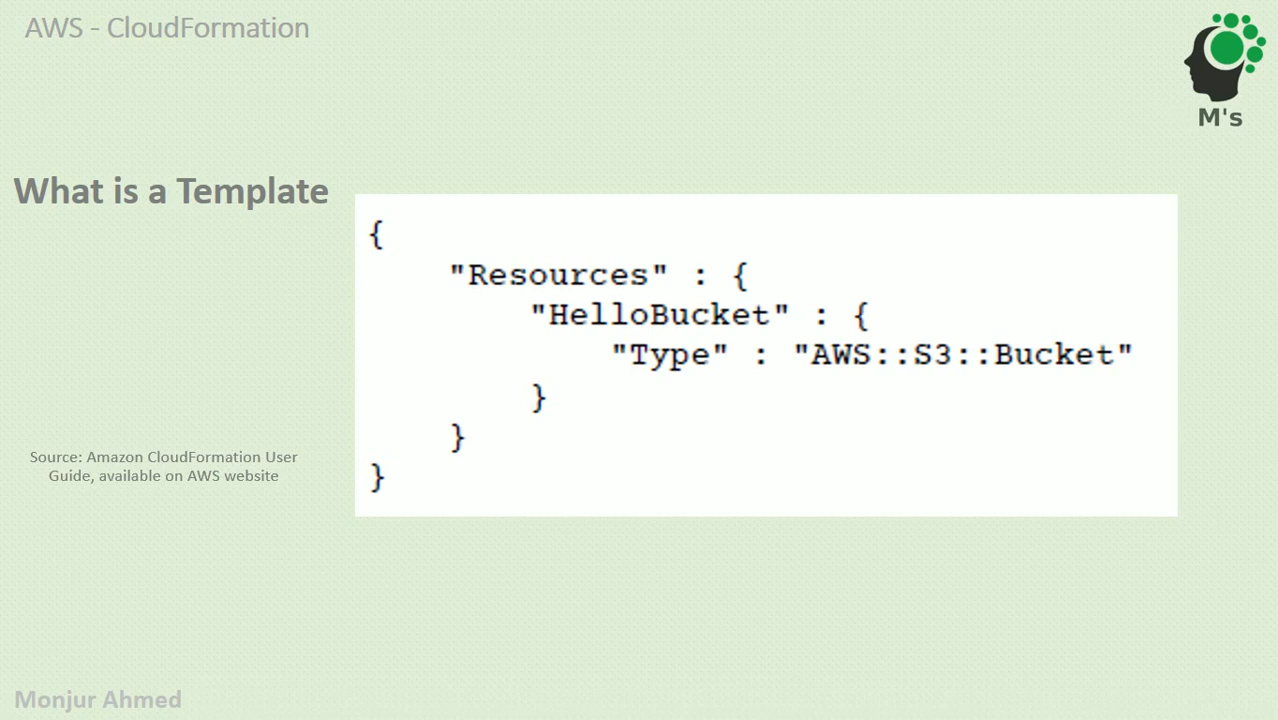 AWS - CloudFormation
M's
What is a Template
{
"Resources" : {
"HelloBucket" : {
"Type" : "AWS::S3::Bucket"
}
}
}
Source: Amazon CloudFormation User
Guide, available on AWS website
Monjur Ahmed